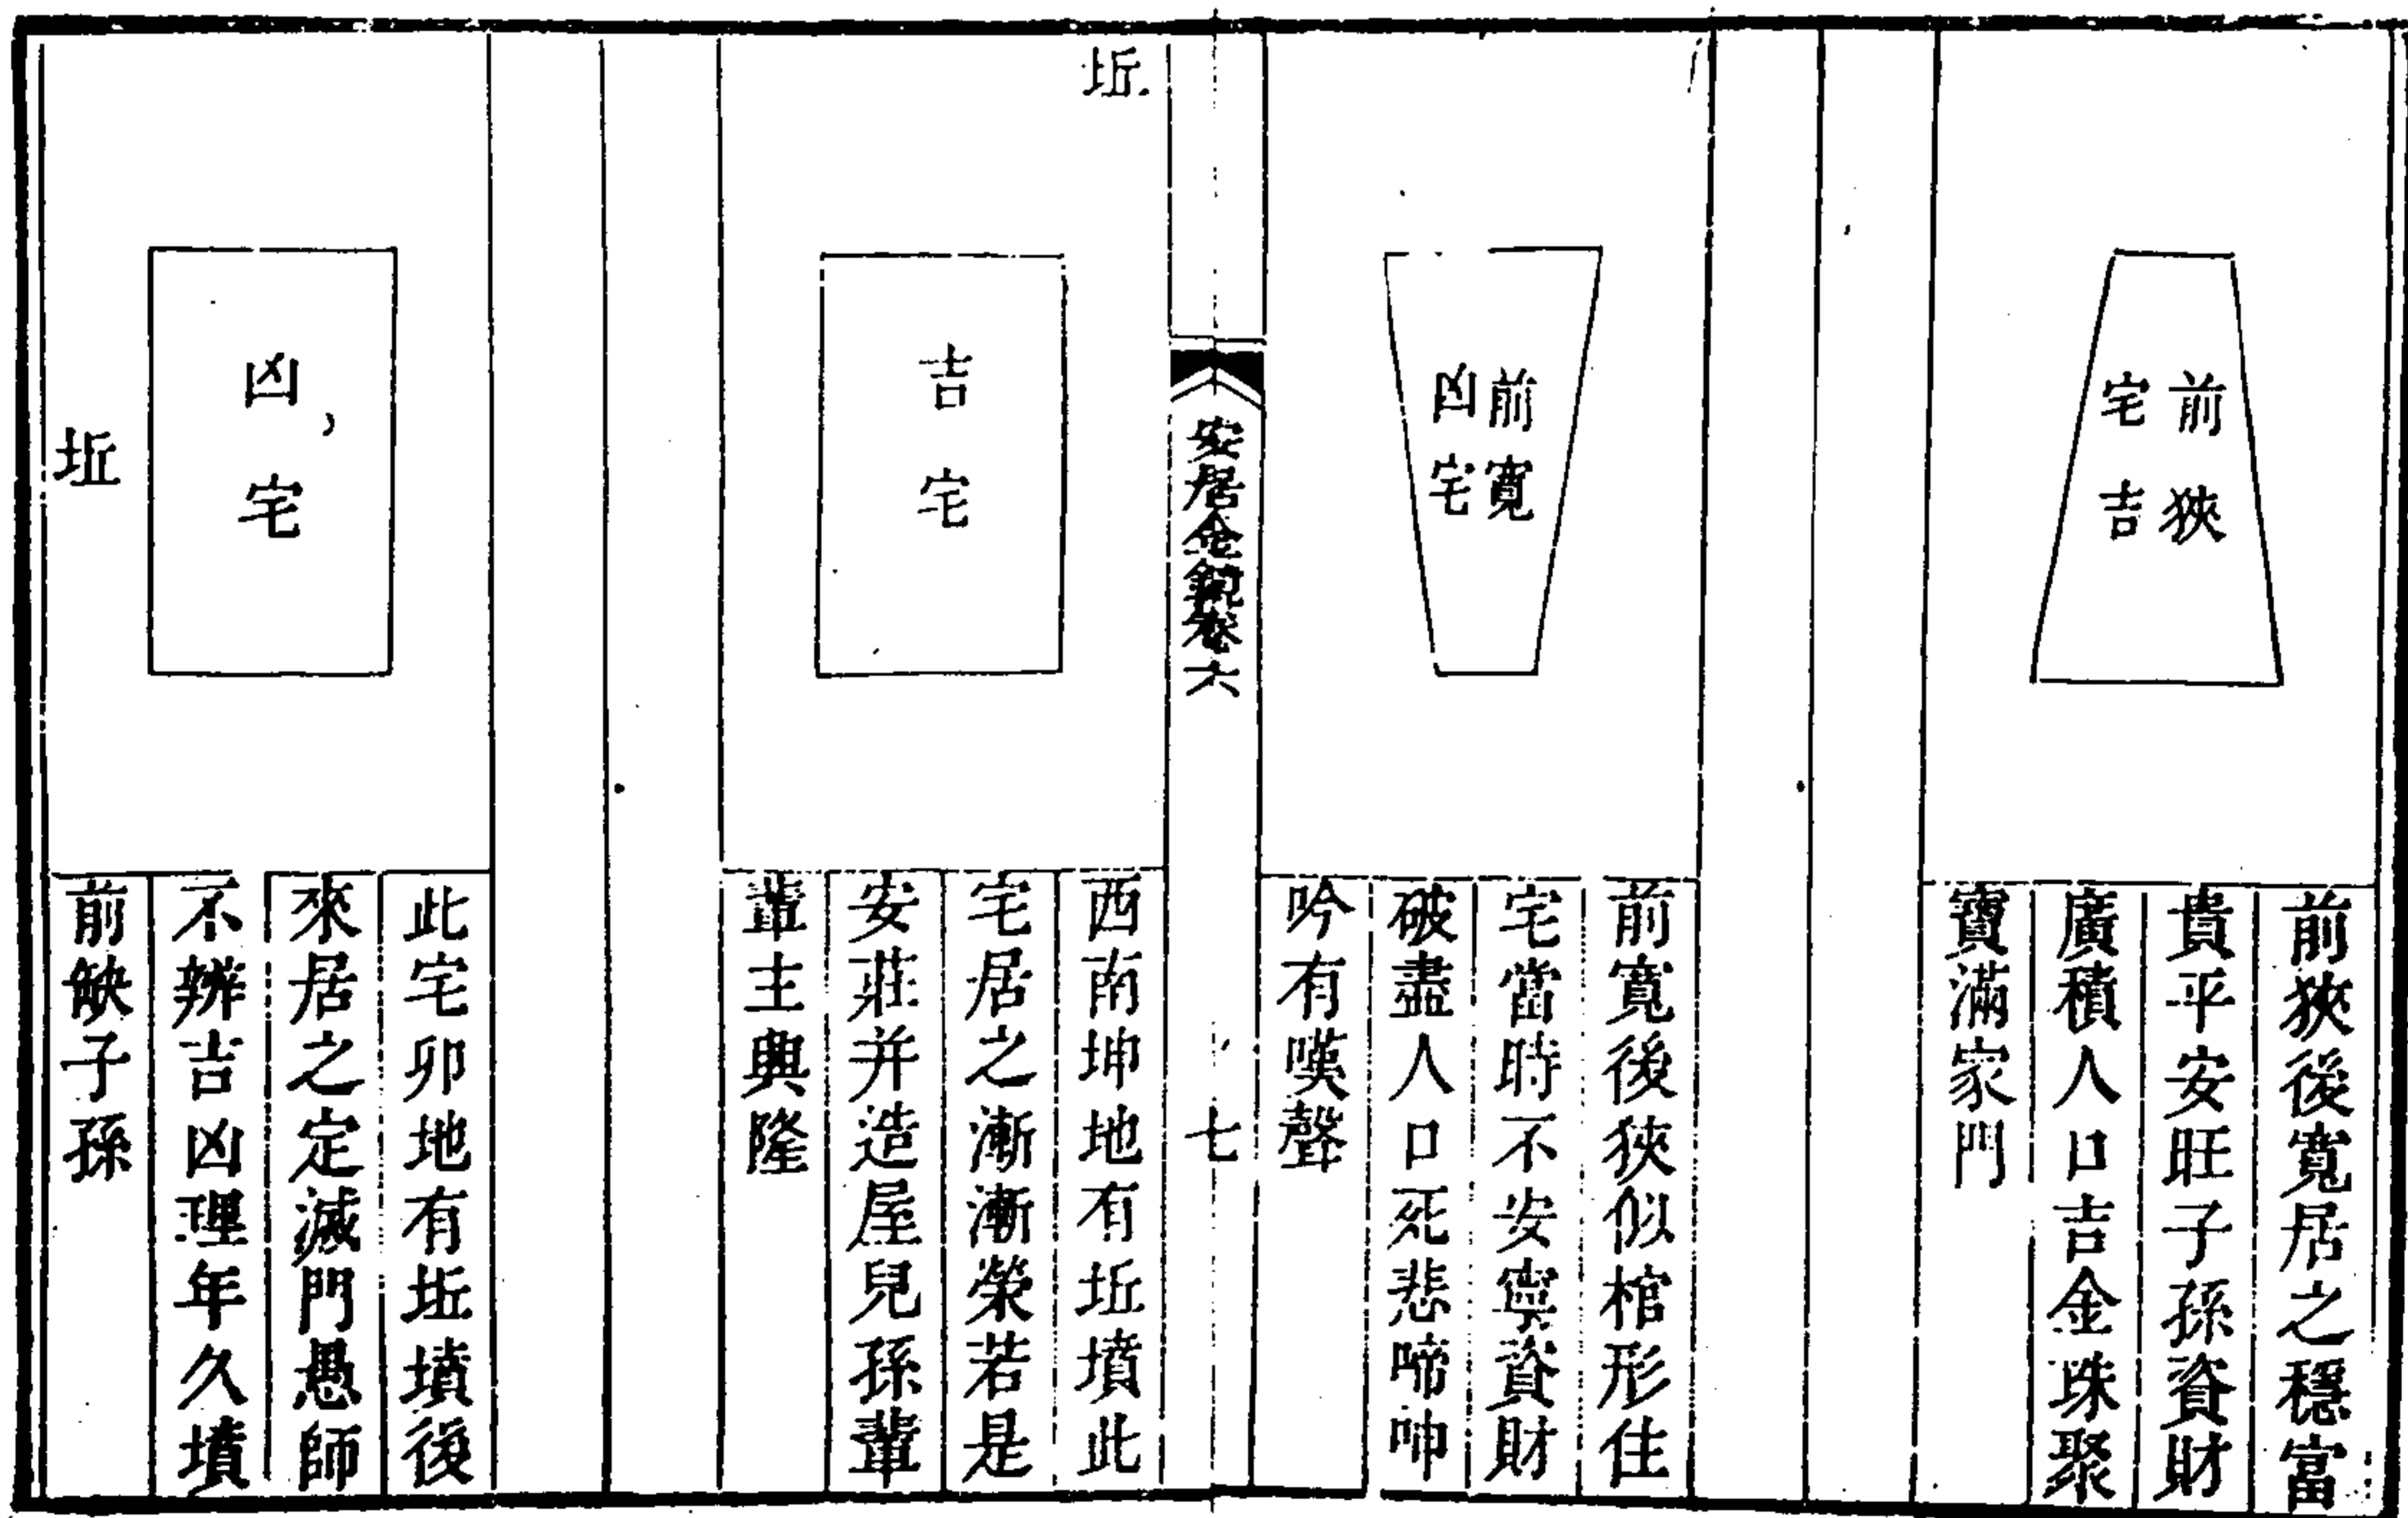 前狹
宅吉
前狹後寬居之穩富
貴平安旺子孫資財
廣積人口吉金珠聚
寶滿家門
前寬
凶宅
前寬後狹似棺形住
宅當時不安寧資財
破盡人口死悲啼呻
吟有嘆聲
安居金鏡卷六
七
坵
吉宅
西南坤地有坵墳此
宅居之漸漸榮若是
安莊并造屋兒孫輩
輩主興隆
凶宅
坵
此宅卯地有坵墳後
來居之定滅門愚師
不辨吉凶理年久墳
前缺子孫